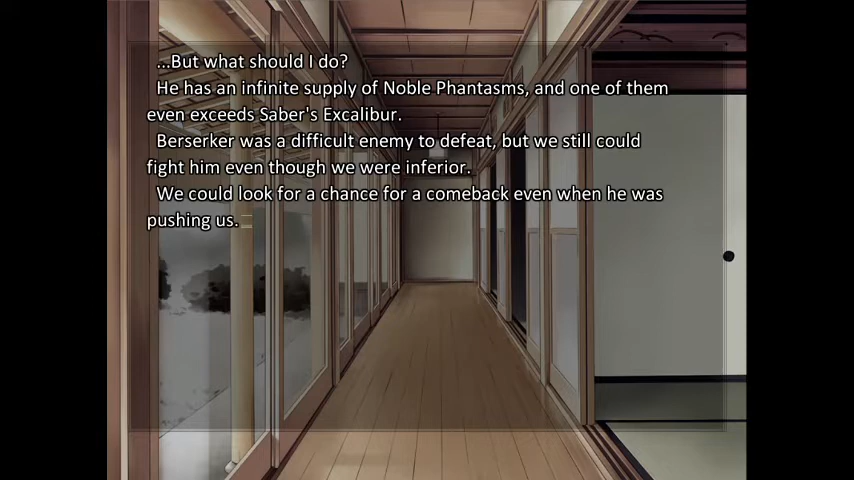 ...But what should I do?
He has an infinite supply of Noble Phantasms, and one of them
even exceeds Saber's Excalibur.
Berserker was a difficult enemy to defeat, but we still could
fight him even though we were inferior.
We could look for a chance for a comeback even when he was
pushing us.